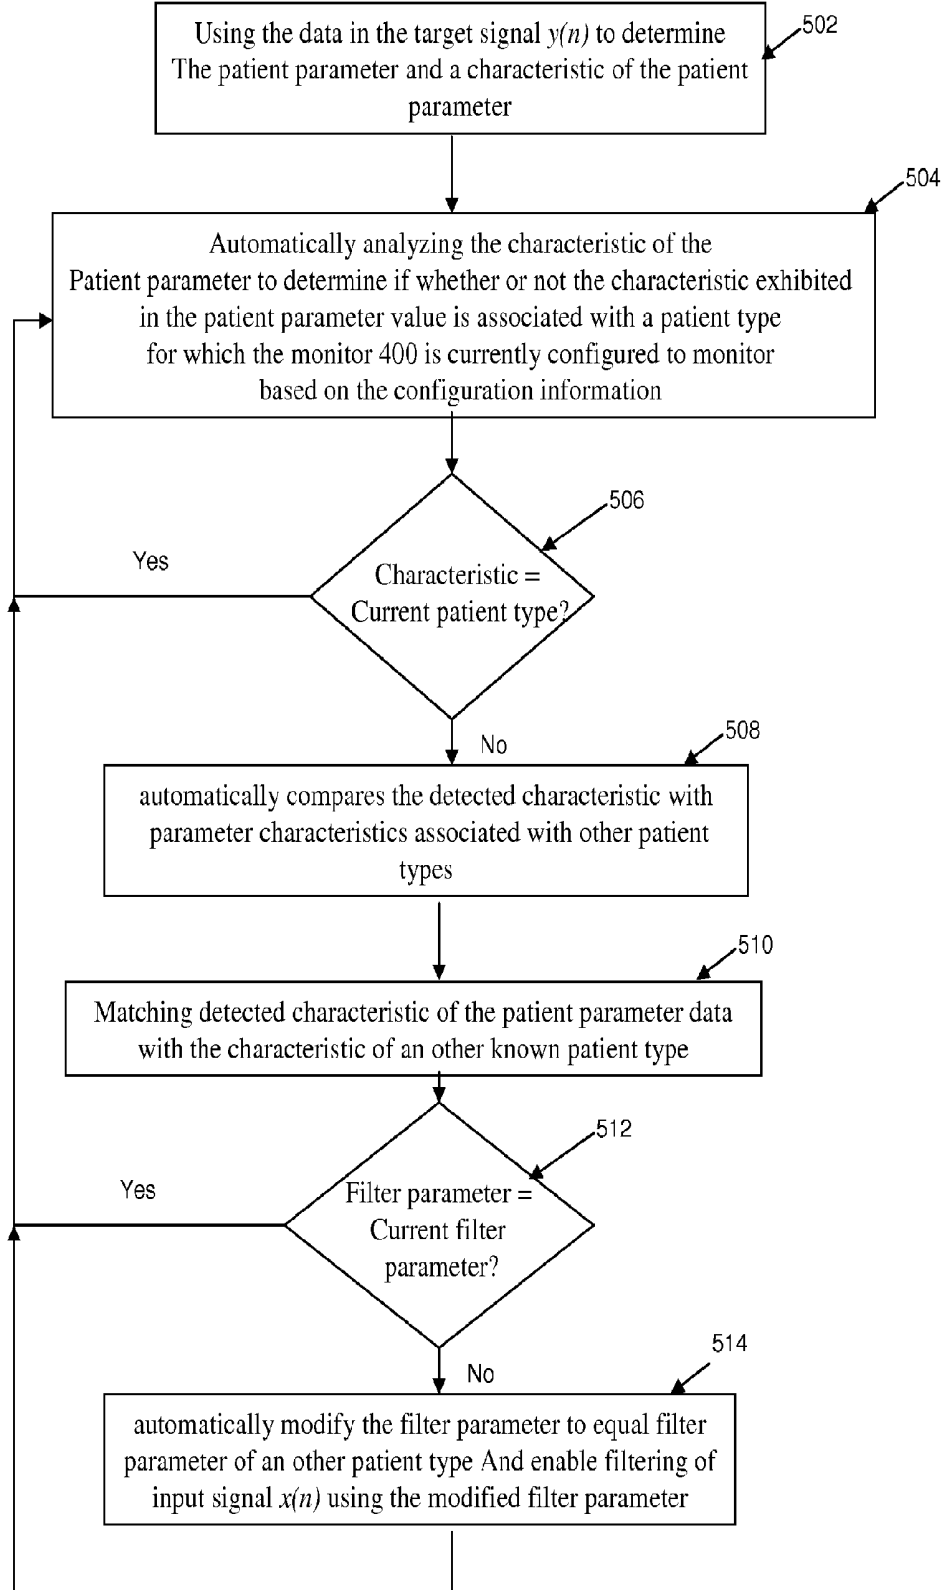 Using the data in the target signal y(n) to determine
The patient parameter and a characteristic of the patient
parameter
502
504
Automatically analyzing the characteristic of the
Patient parameter to determine if whether or not the characteristic exhibited
in the patient parameter value is associated with a patient type
for which the monitor 400 is currently configured to monitor
based on the configuration information
506
Yes
Characteristic =
Current patient type?
No
508
automatically compares the detected characteristic with
parameter characteristics associated with other patient
types
510
Matching detected characteristic of the patient parameter data
with the characteristic of an other known patient type
512
Yes
Filter parameter =
Current filter
parameter?
No
514
automatically modify the filter parameter to equal filter
parameter of an other patient type And enable filtering of
input signal x(n) using the modified filter parameter